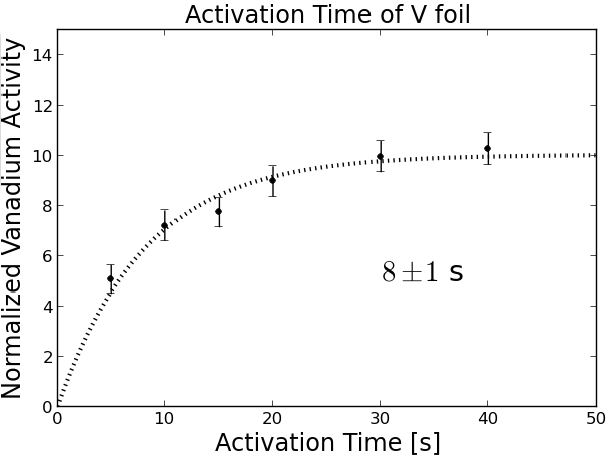 Activation Time of V foil
Normalized Vanadium Activity
14
12
10
8
6
4
2
0
8±1 s
0 10 20 30 40 50
Activation Time [s]